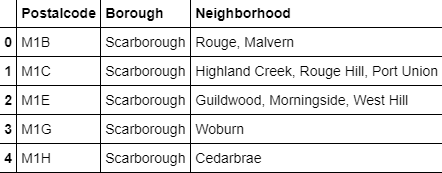 Postalcode Borough Neighborhood
0 M1B Scarborough Rouge, Malvern
1 M1C Scarborough Highland Creek, Rouge Hill, Port Union
2 M1E Scarborough Guildwood, Morningside, West Hill
3 M1G Scarborough Woburn
4 M1H Scarborough Cedarbrae